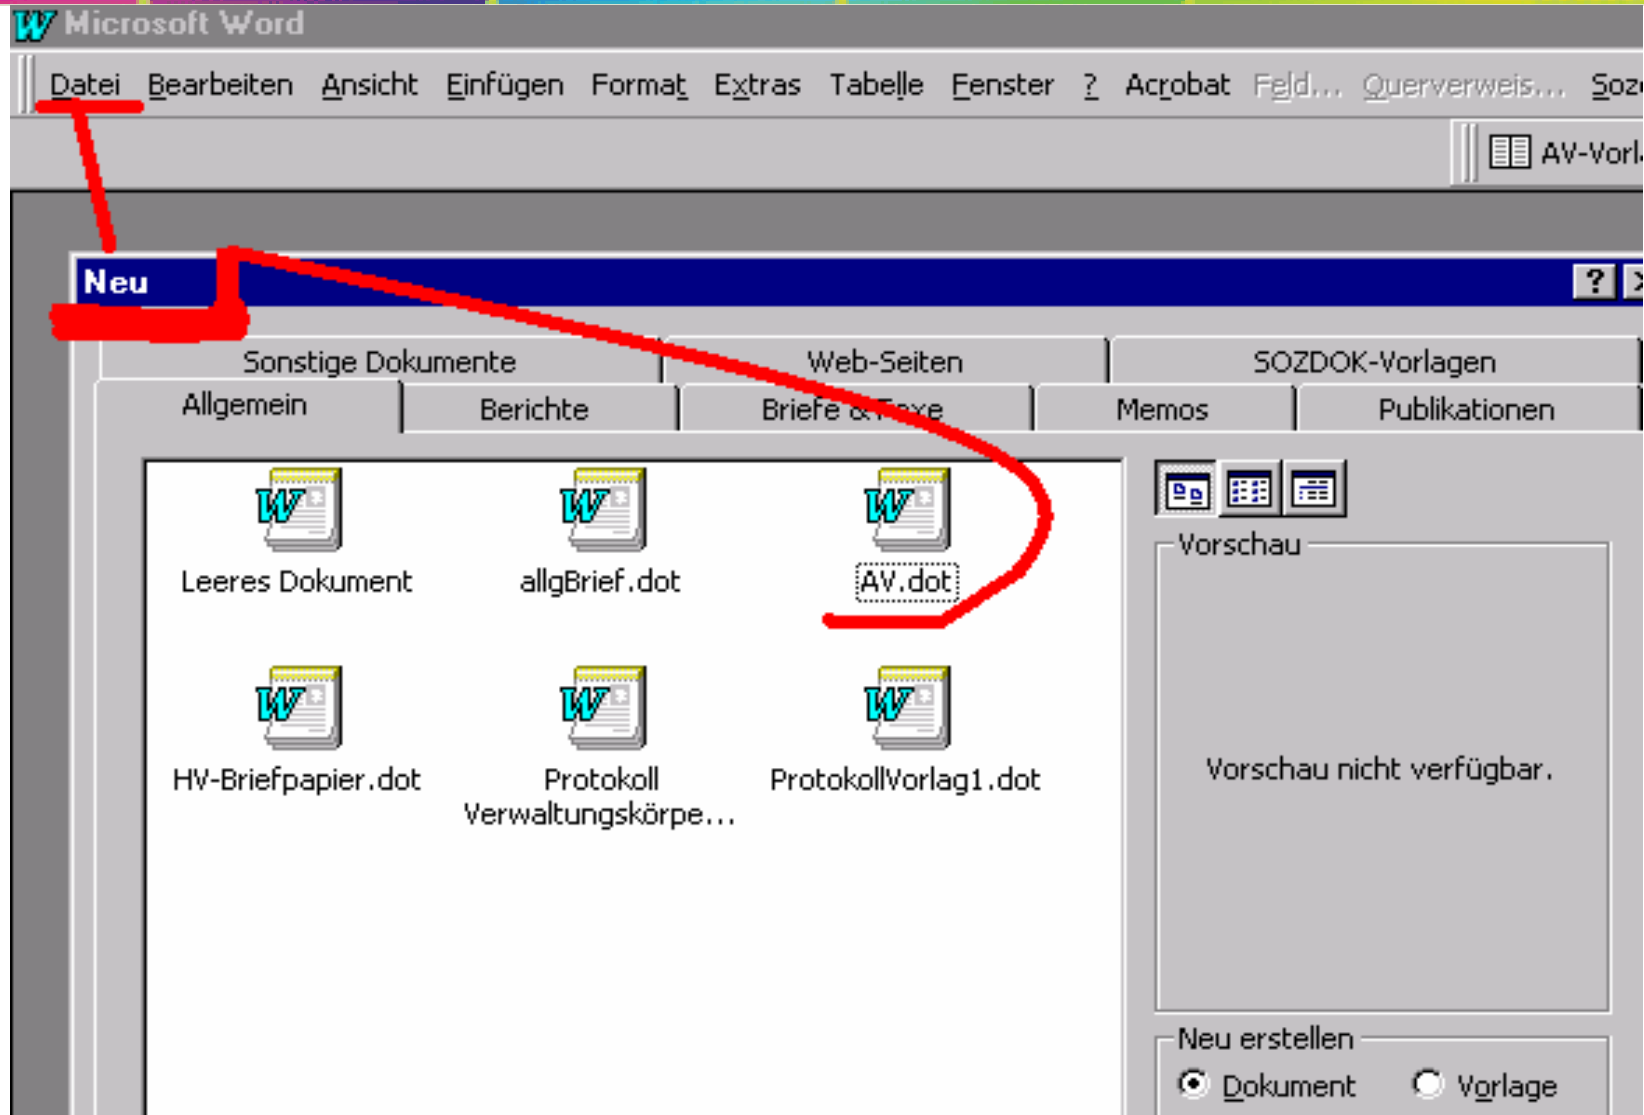 Microsoft Word
Datei Bearbeiten Ansicht Einfügen Format Extras Tabelle Fenster ? Acrobat Feld... Querverweis...
Neu ?
Sonstige Dokumente Web-Seiten SOZDOK-Vorlagen
Allgemein Berichte Briefe & Faxe Memos Publikationen
Leeres Dokument allgBrief.dot AV.dot
Vorschau
HV-Briefpapier.dot Protokoll Verwaltungskörpe... ProtokollVorlag1.dot
Vorschau nicht verfügbar.
Neu erstellen
Dokument Vorlage